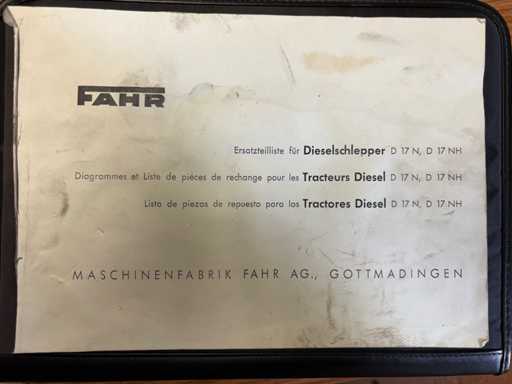 FAHR
Ersatzteilliste für Dieselschlepper D 17 N, D 17 NH
Diagrammes et Liste de pièces de rechange pour les Tracteurs Diesel D 17 N, D 17 NH
Lista de piezas de repuesto para los Tractores Diesel D 17 N, D 17 NH
MASCHINENFABRIK FAHR AG., GOTTMADINGEN